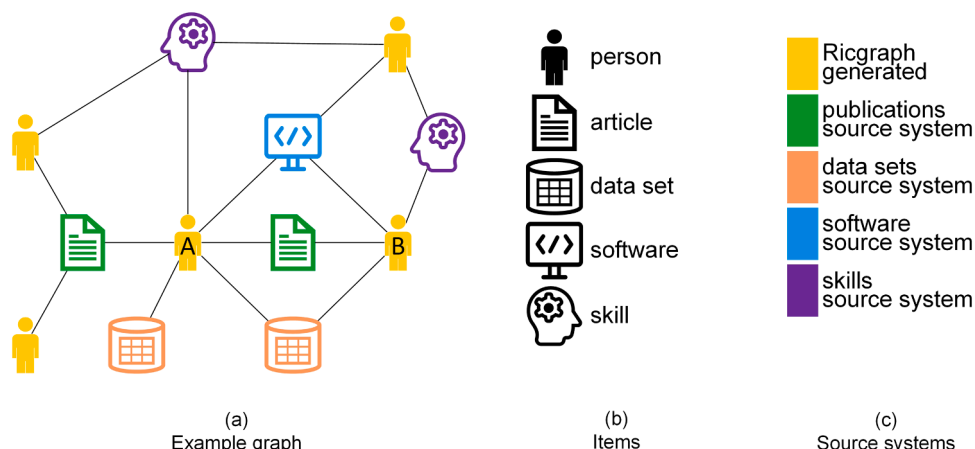 A
B
(a)
Example graph
person
article
data set
software
skill
(b)
Items
Ricgraph
generated
publications
source system
data sets
source system
software
source system
skills
source system
(c)
Source systems